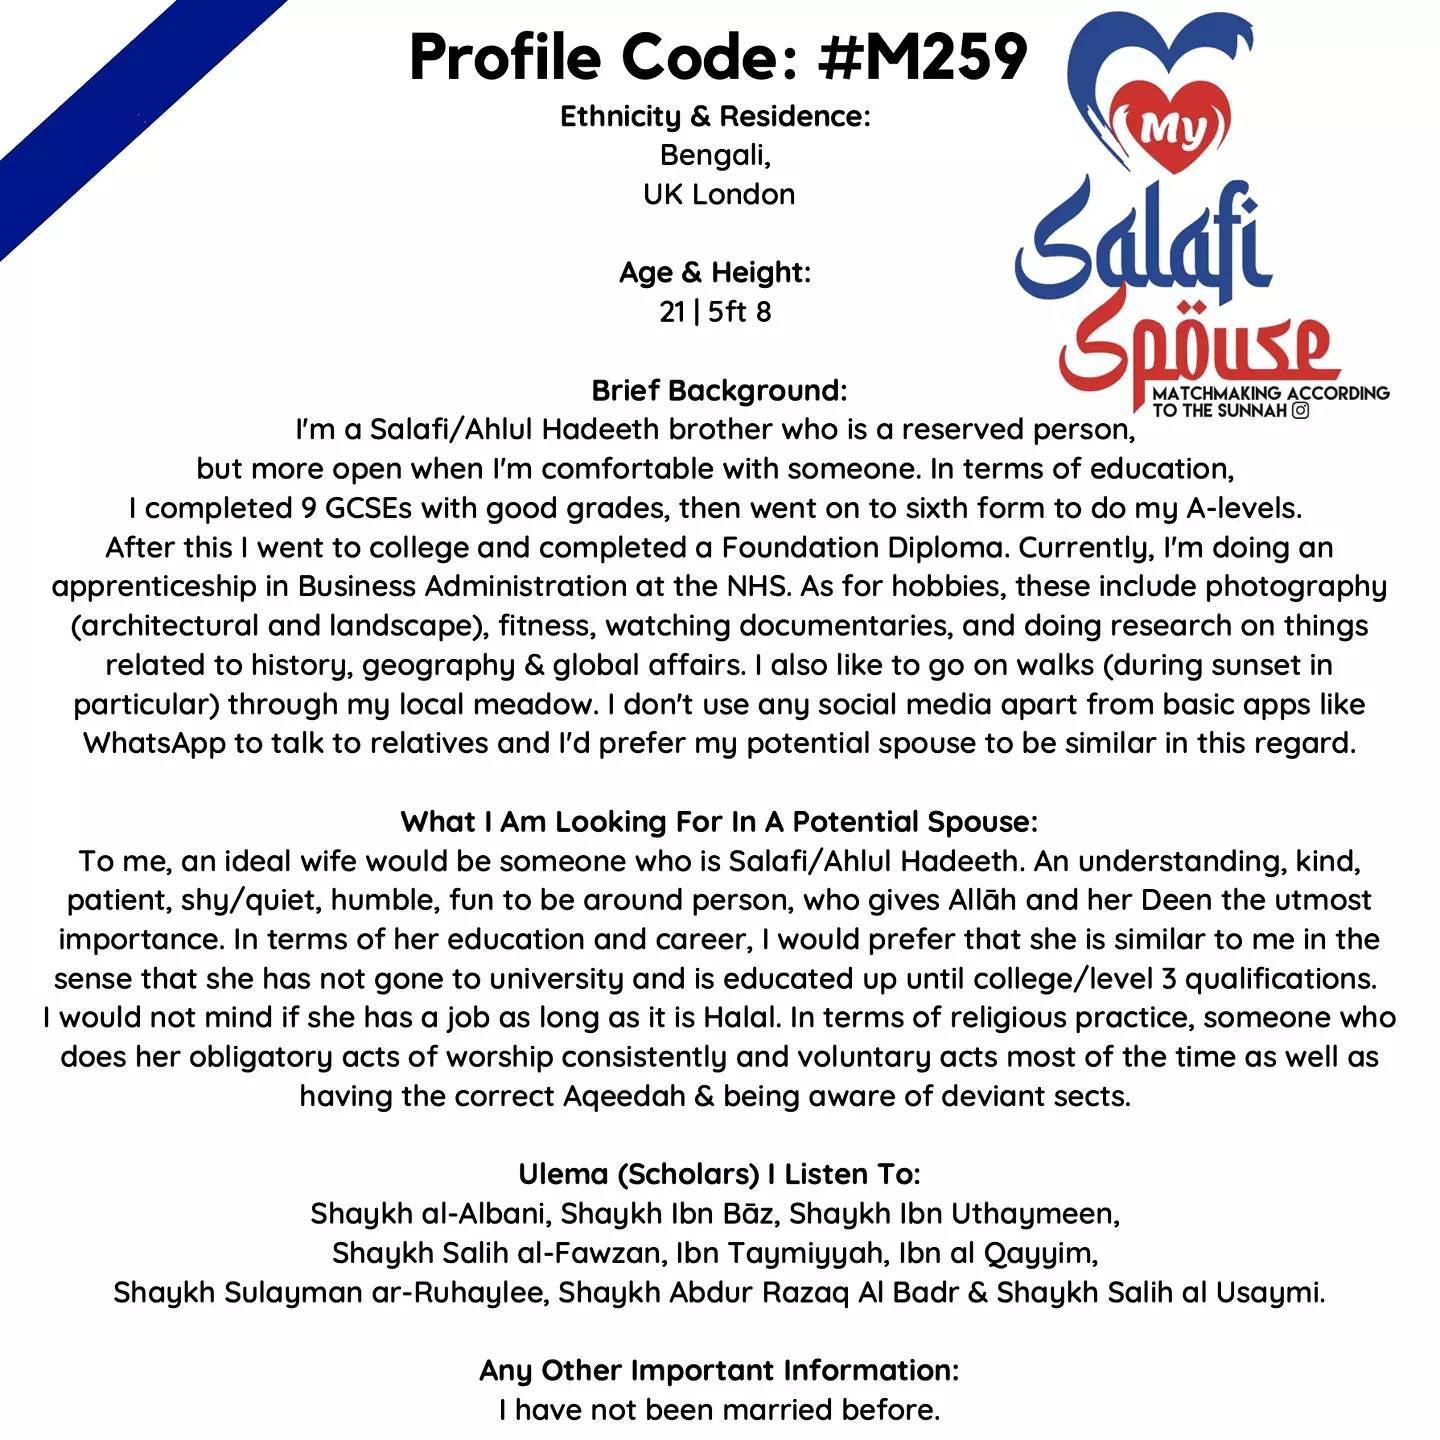 Profile Code: #M259
My
Salafi
Spöuse
MATCHMAKING ACCORDING
TO THE SUNNAH
Ethnicity & Residence:
Bengali,
UK London
Age & Height:
21 | 5ft 8
Brief Background:
I'm a Salafi/Ahlul Hadeeth brother who is a reserved person,
but more open when I'm comfortable with someone. In terms of education,
I completed 9 GCSEs with good grades, then went on to sixth form to do my A-levels.
After this I went to college and completed a Foundation Diploma. Currently, I'm doing an
apprenticeship in Business Administration at the NHS. As for hobbies, these include photography
(architectural and landscape), fitness, watching documentaries, and doing research on things
related to history, geography & global affairs. I also like to go on walks (during sunset in
particular) through my local meadow. I don't use any social media apart from basic apps like
WhatsApp to talk to relatives and I'd prefer my potential spouse to be similar in this regard.
What I Am Looking For In A Potential Spouse:
To me, an ideal wife would be someone who is Salafi/Ahlul Hadeeth. An understanding, kind,
patient, shy/quiet, humble, fun to be around person, who gives Allāh and her Deen the utmost
importance. In terms of her education and career, I would prefer that she is similar to me in the
sense that she has not gone to university and is educated up until college/level 3 qualifications.
I would not mind if she has a job as long as it is Halal. In terms of religious practice, someone who
does her obligatory acts of worship consistently and voluntary acts most of the time as well as
having the correct Aqeedah & being aware of deviant sects.
Ulema (Scholars) I Listen To:
Shaykh al-Albani, Shaykh Ibn Bāz, Shaykh Ibn Uthaymeen,
Shaykh Salih al-Fawzan, Ibn Taymiyyah, Ibn al Qayyim,
Shaykh Sulayman ar-Ruhaylee, Shaykh Abdur Razaq Al Badr & Shaykh Salih al Usaymi.
Any Other Important Information:
I have not been married before.